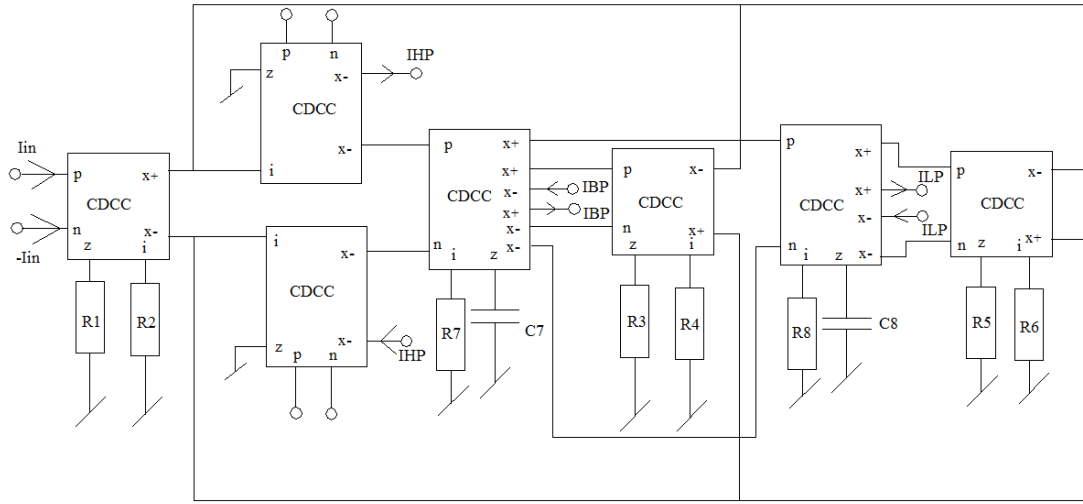 Iin
-Iin
p
n
z
i
x+
x-
CDCC
R1
R2
p
n
z
x-
IHP
CDCC
x-
i
i
x-
CDCC
z
x-
p
n
IHP
p
x+
x+
x-
x+
x-
x-
CDCC
n
i
z
IBP
IBP
R7
C7
p
x-
CDCC
n
x+
z
i
R3
R4
p
x+
x+
x-
x-
CDCC
n
i
z
ILP
ILP
R8
C8
p
x-
CDCC
n
x+
z
i
R5
R6